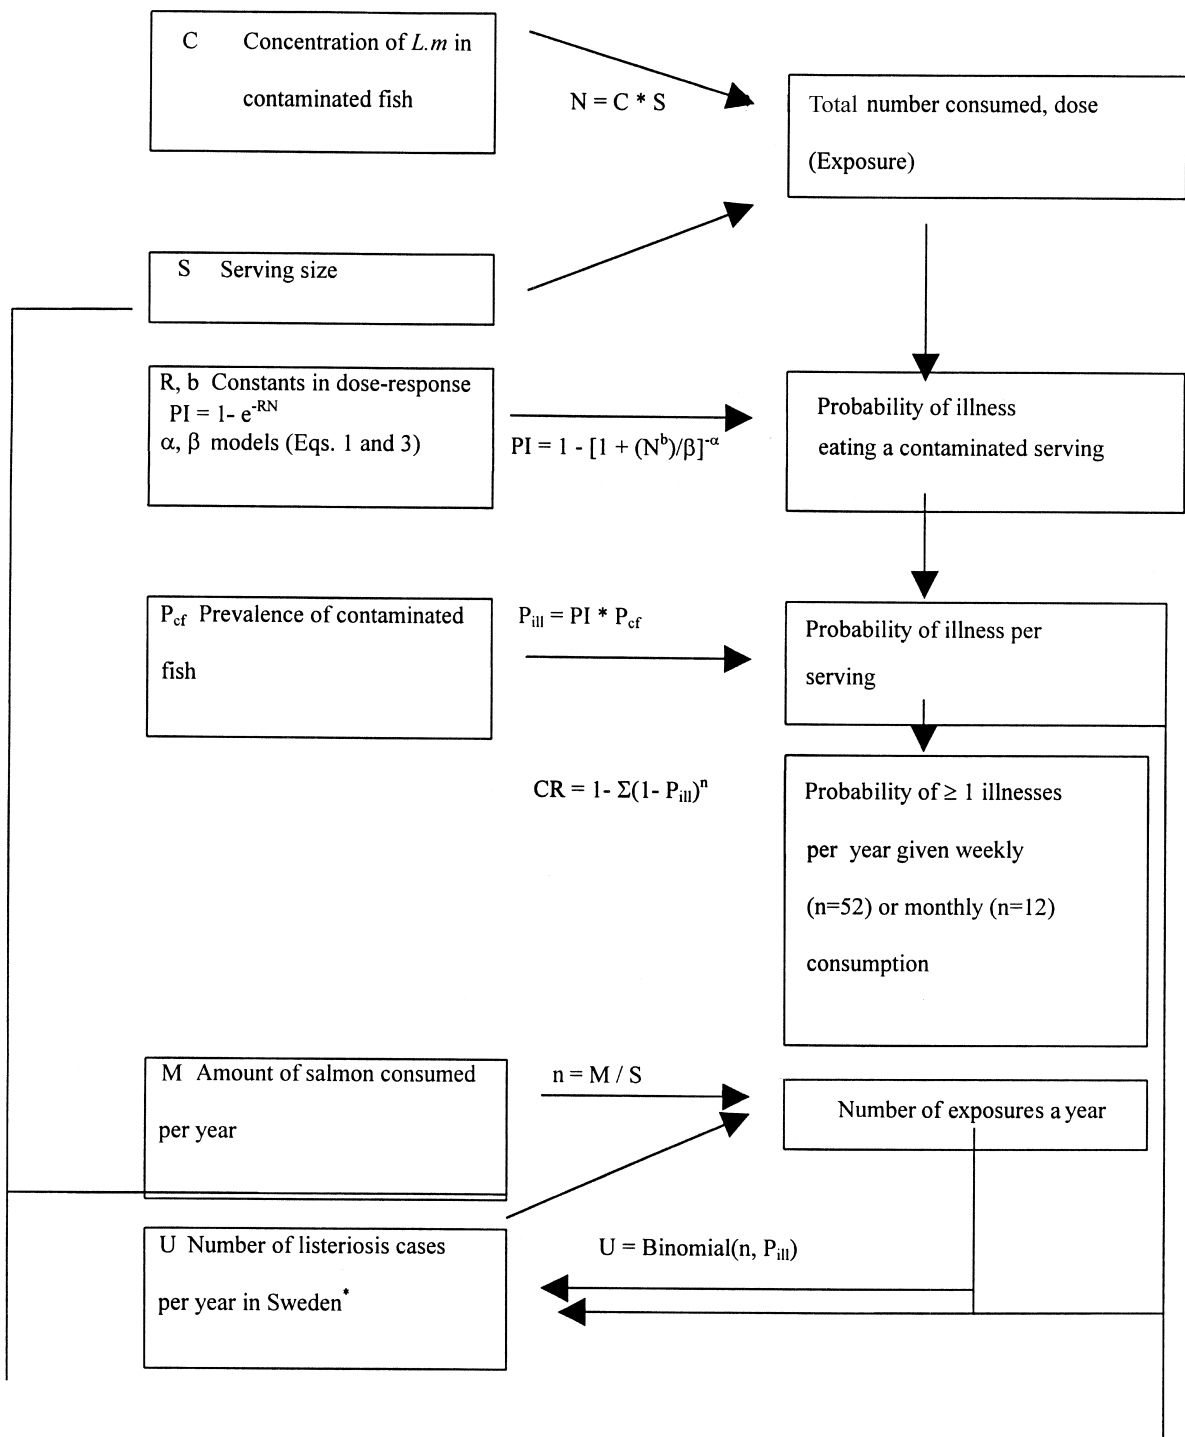 C Concentration of L.m in
contaminated fish
N = C * S
Total number consumed, dose
(Exposure)
S Serving size
R, b Constants in dose-response
PI = 1- e^-RN
α, β models (Eqs. 1 and 3)
PI = 1 - [1 + (N^b)/β]^-α
Probability of illness
eating a contaminated serving
P_cf Prevalence of contaminated
fish
P_ill = PI * P_cf
Probability of illness per
serving
CR = 1- Σ(1- P_ill)^n
Probability of ≥ 1 illnesses
per year given weekly
(n=52) or monthly (n=12)
consumption
M Amount of salmon consumed
per year
n = M / S
Number of exposures a year
U Number of listeriosis cases
per year in Sweden*
U = Binomial(n, P_ill)